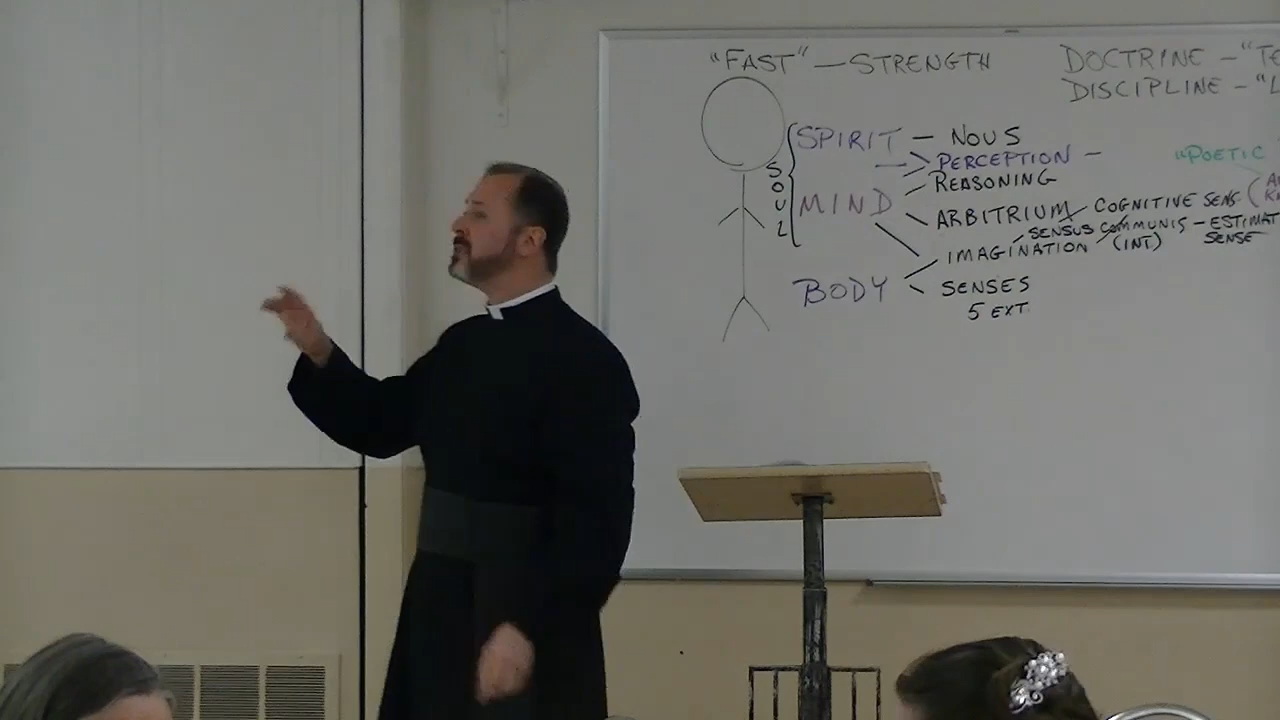 "FAST" — STRENGTH
DOCTRINE - "TE
DISCIPLINE - "L
SOUL
SPIRIT — NOUS
PERCEPTION —
"POETIC
REASONING
MIND
ARBITRIUM COGNITIVE SENS (
SENSUS COMMUNIS - ESTIMAT
IMAGINATION (INT) SENSE
BODY
SENSES
5 EXT.